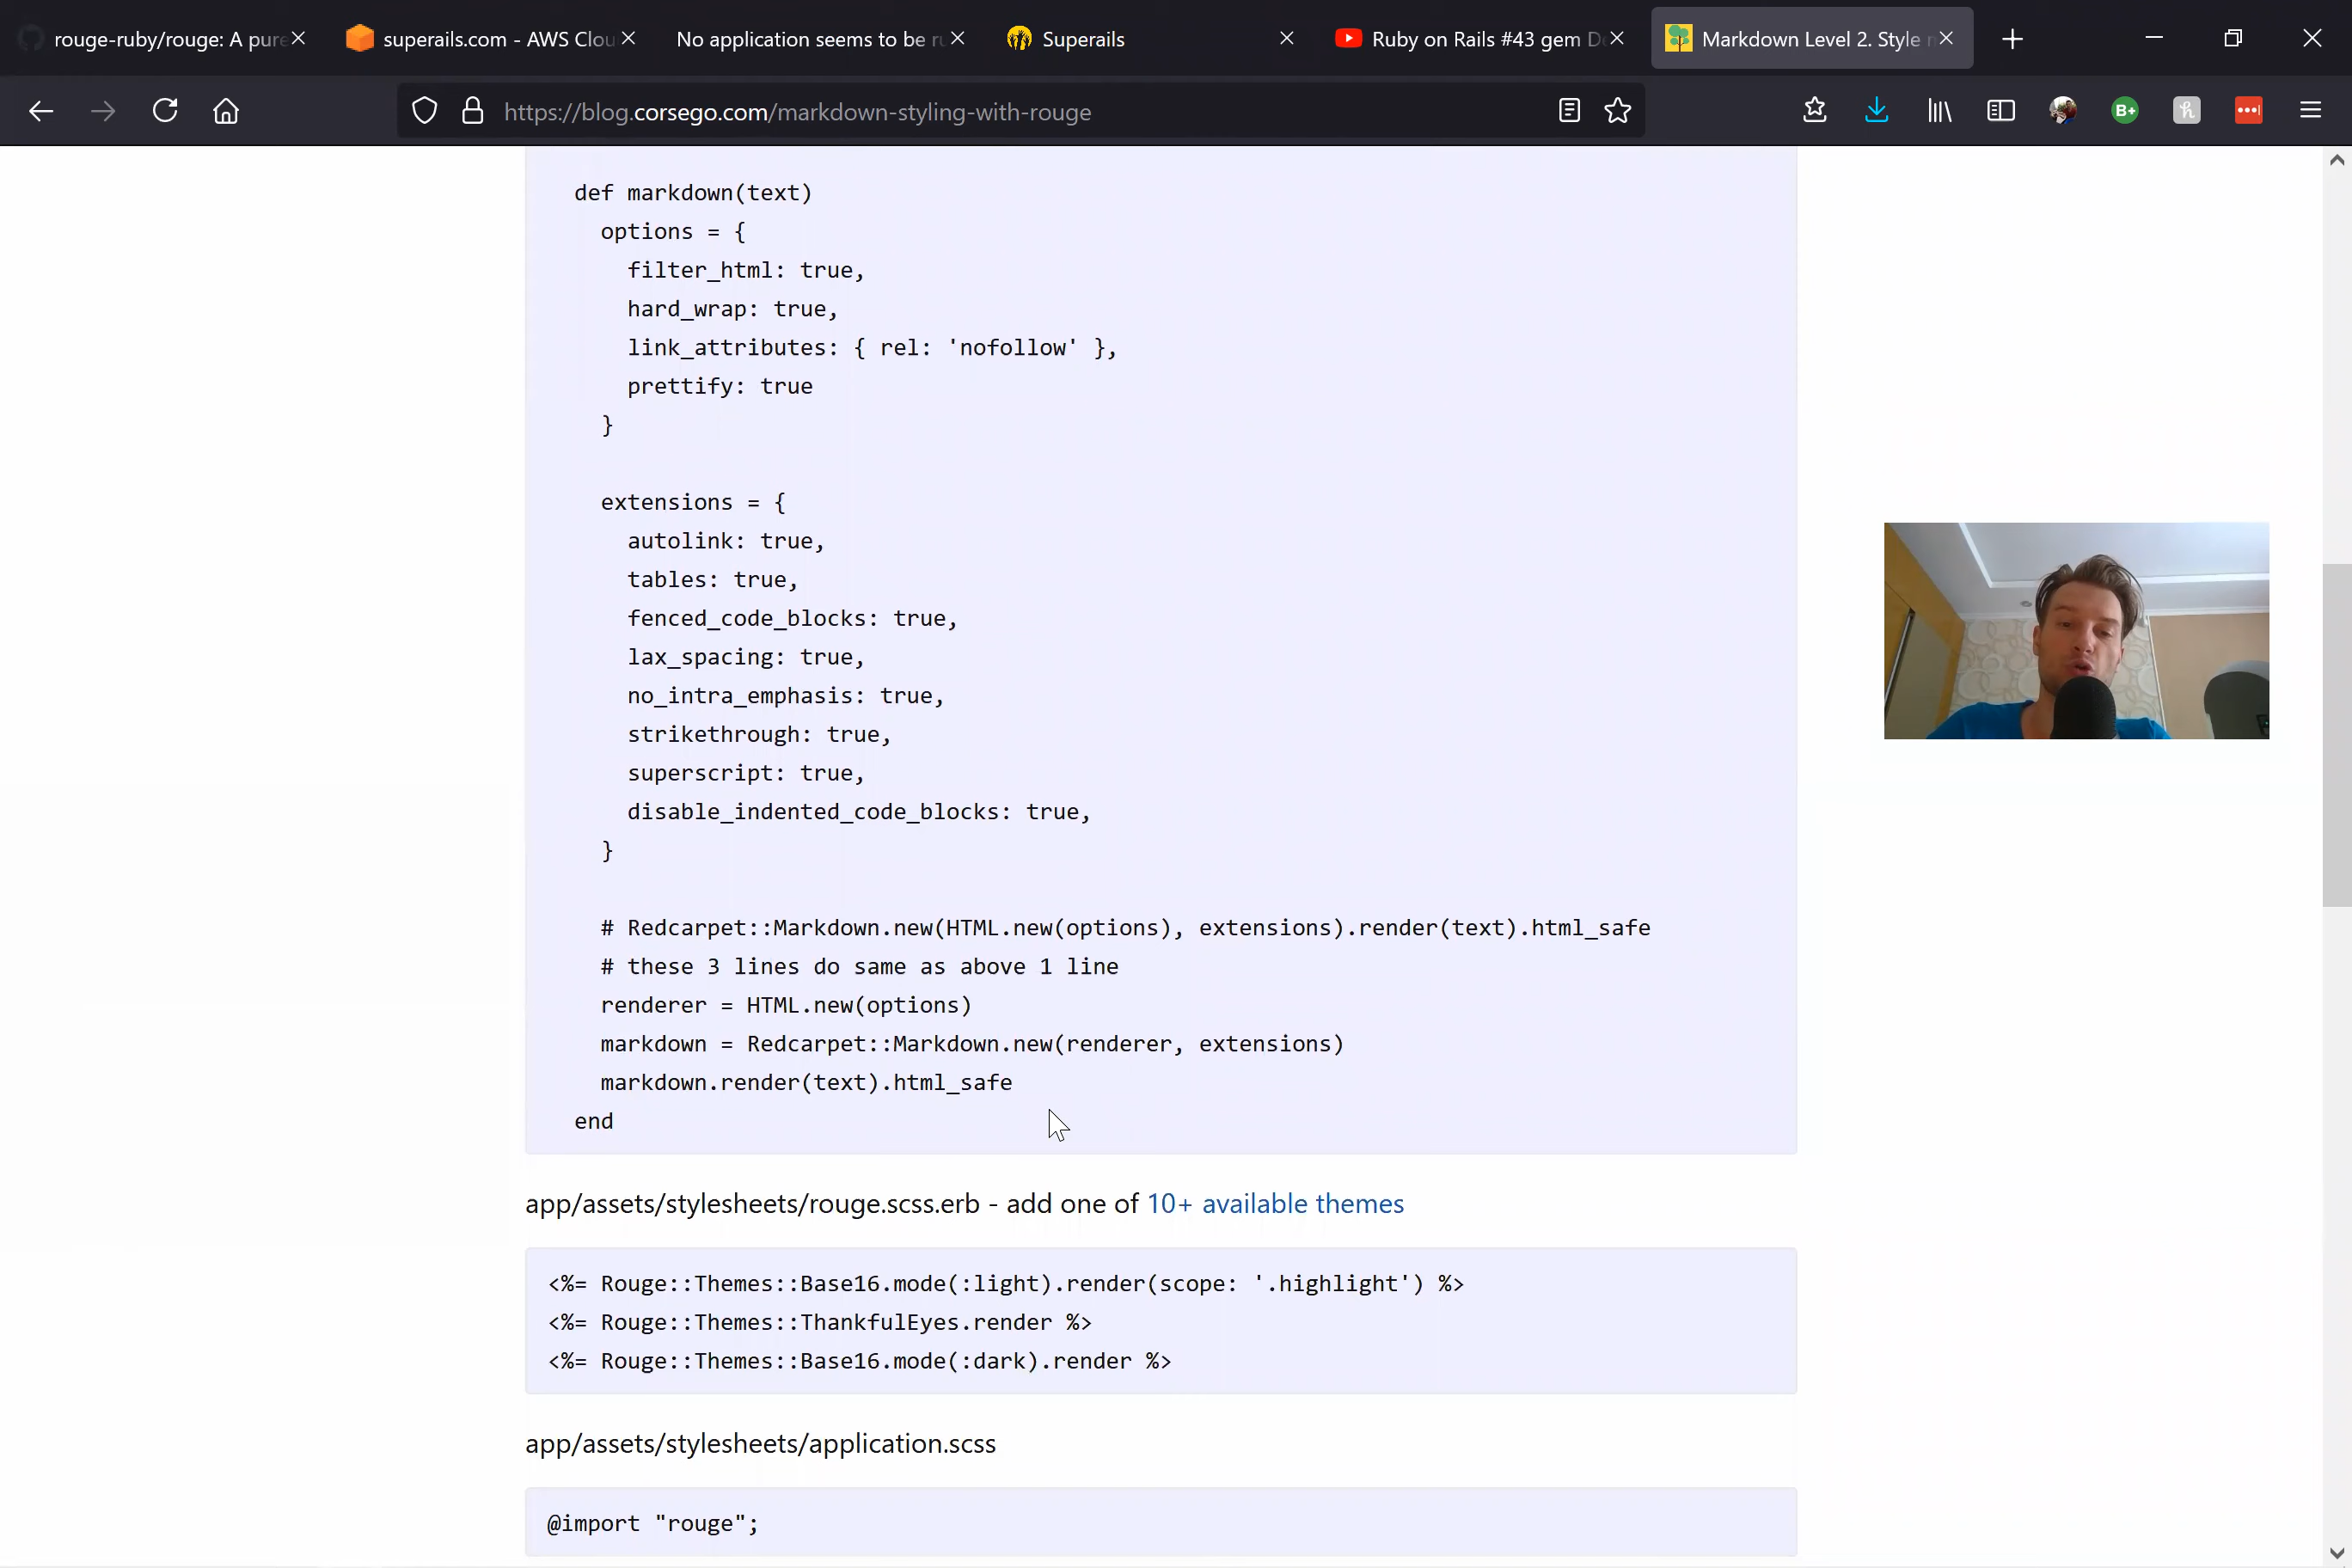 rouge-ruby/rouge: A pure
superails.com - AWS Clou
No application seems to be ru
Superails
Ruby on Rails #43 gem De
Markdown Level 2. Style m
https://blog.corsego.com/markdown-styling-with-rouge
B+
def markdown(text)
options = {
filter_html: true,
hard_wrap: true,
link_attributes: { rel: 'nofollow' },
prettify: true
}
extensions = {
autolink: true,
tables: true,
fenced_code_blocks: true,
lax_spacing: true,
no_intra_emphasis: true,
strikethrough: true,
superscript: true,
disable_indented_code_blocks: true,
}
# Redcarpet::Markdown.new(HTML.new(options), extensions).render(text).html_safe
# these 3 lines do same as above 1 line
renderer = HTML.new(options)
markdown = Redcarpet::Markdown.new(renderer, extensions)
markdown.render(text).html_safe
end
app/assets/stylesheets/rouge.scss.erb - add one of 10+ available themes
<%= Rouge::Themes::Base16.mode(:light).render(scope: '.highlight') %>
<%= Rouge::Themes::ThankfulEyes.render %>
<%= Rouge::Themes::Base16.mode(:dark).render %>
app/assets/stylesheets/application.scss
@import "rouge";